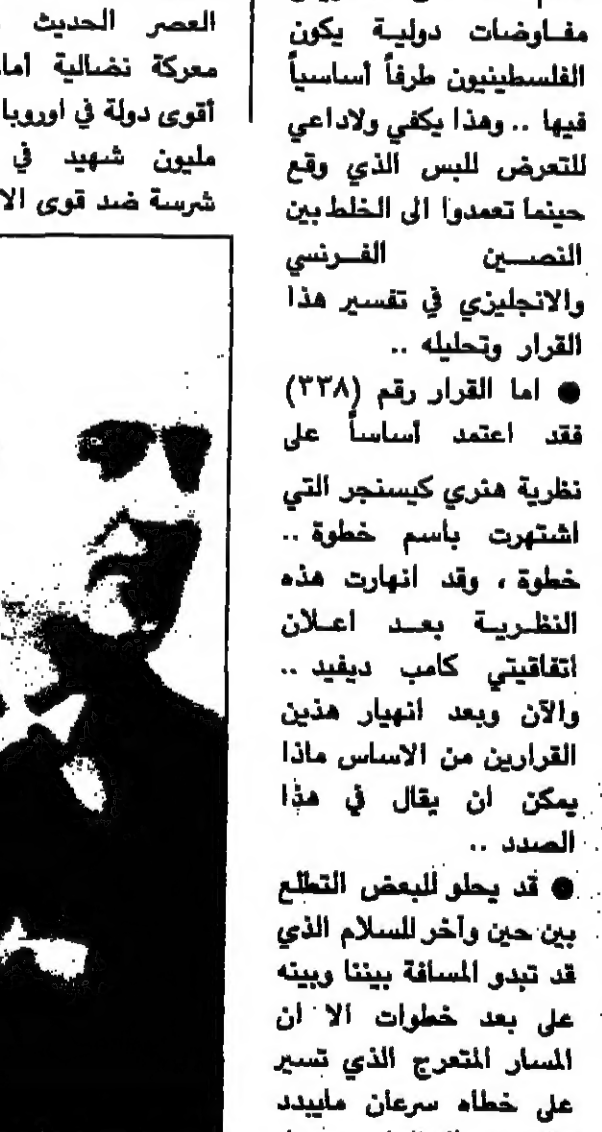 مفاوضات دولية يكون
الفلسطينيون طرفاً أساسياً
فيها .. وهذا يكفي ولاداعي
للتعرض للبس الذي وقع
حينما تعمدوا الى الخلط بين
النصين الفرنسي
والانجليزي في تفسير هذا
القرار وتحليله ..
● اما القرار رقم (٣٣٨)
فقد اعتمد أساساً على
نظرية هنري كيسنجر التي
اشتهرت باسم خطوة ..
خطوة ، وقد انهارت هذه
النظرية بعد اعلان
اتفاقيتي كامب ديفيد ..
والآن وبعد انهيار هذين
القرارين من الاساس ماذا
يمكن ان يقال في هذا
الصدد ..
● قد يحلو للبعض التطلع
بين حين وآخر للسلام الذي
قد تبدو المسافة بيننا وبينه
على بعد خطوات الا ان
المسار المتعرج الذي تسير
على خطاه سرعان مايبدد
العصر الحديث
معركة نضالية
أقوى دولة في اوروبا
مليون شهيد في
شرسة ضد قوى